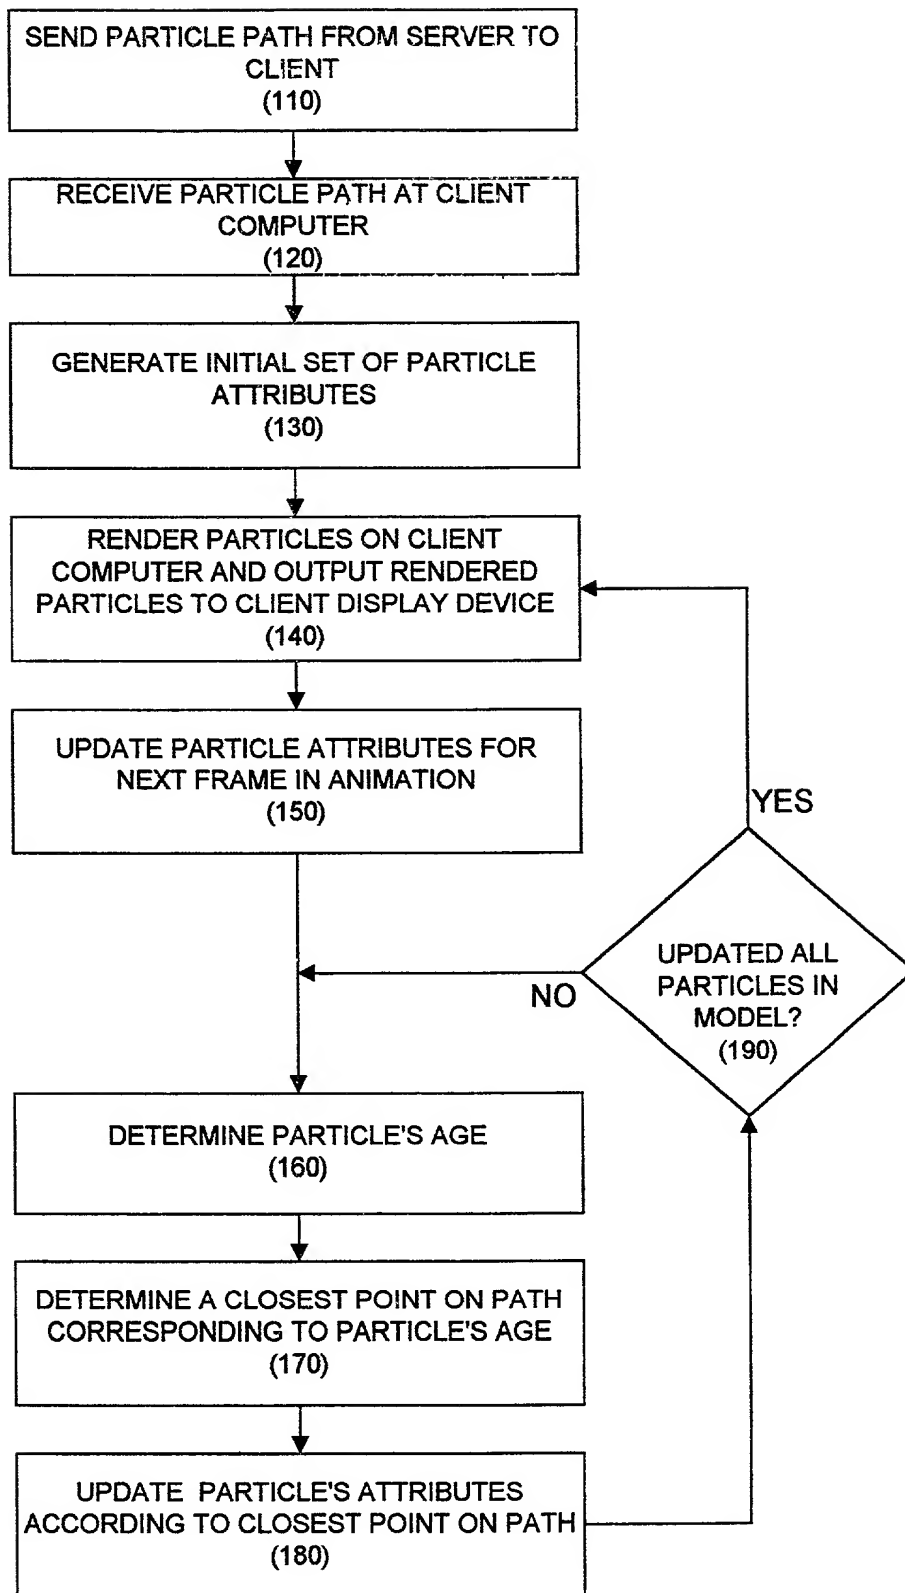 SEND PARTICLE PATH FROM SERVER TO
CLIENT
(110)
RECEIVE PARTICLE PATH AT CLIENT
COMPUTER
(120)
GENERATE INITIAL SET OF PARTICLE
ATTRIBUTES
(130)
RENDER PARTICLES ON CLIENT
COMPUTER AND OUTPUT RENDERED
PARTICLES TO CLIENT DISPLAY DEVICE
(140)
UPDATE PARTICLE ATTRIBUTES FOR
NEXT FRAME IN ANIMATION
(150)
YES
UPDATED ALL
PARTICLES IN
MODEL?
(190)
NO
DETERMINE PARTICLE'S AGE
(160)
DETERMINE A CLOSEST POINT ON PATH
CORRESPONDING TO PARTICLE'S AGE
(170)
UPDATE PARTICLE'S ATTRIBUTES
ACCORDING TO CLOSEST POINT ON PATH
(180)